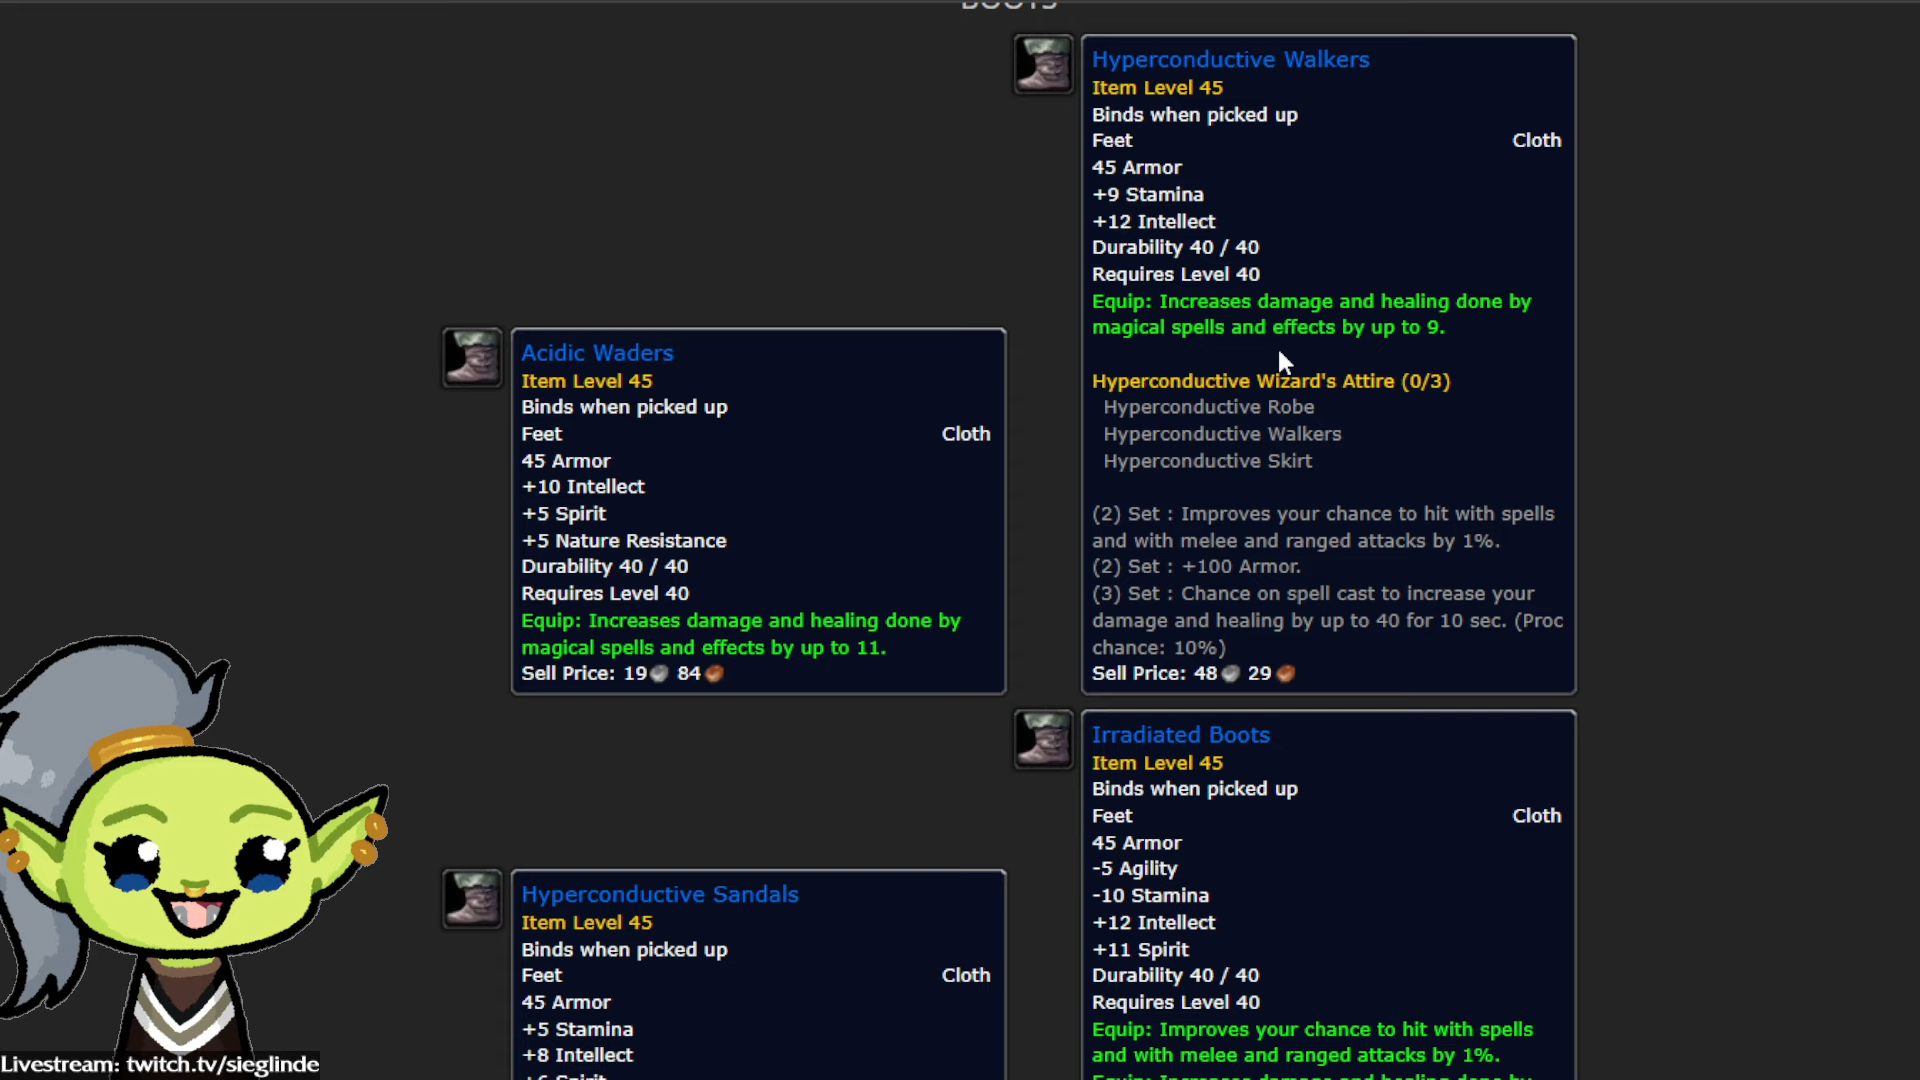 BOOTS
Hyperconductive Walkers
Item Level 45
Binds when picked up
Feet Cloth
45 Armor
+9 Stamina
+12 Intellect
Durability 40 / 40
Requires Level 40
Equip: Increases damage and healing done by
magical spells and effects by up to 9.
Hyperconductive Wizard's Attire (0/3)
Hyperconductive Robe
Hyperconductive Walkers
Hyperconductive Skirt
(2) Set : Improves your chance to hit with spells
and with melee and ranged attacks by 1%.
(2) Set : +100 Armor.
(3) Set : Chance on spell cast to increase your
damage and healing by up to 40 for 10 sec. (Proc
chance: 10%)
Sell Price: 48 29
Acidic Waders
Item Level 45
Binds when picked up
Feet Cloth
45 Armor
+10 Intellect
+5 Spirit
+5 Nature Resistance
Durability 40 / 40
Requires Level 40
Equip: Increases damage and healing done by
magical spells and effects by up to 11.
Sell Price: 19 84
Irradiated Boots
Item Level 45
Binds when picked up
Feet Cloth
45 Armor
-5 Agility
-10 Stamina
+12 Intellect
+11 Spirit
Durability 40 / 40
Requires Level 40
Equip: Improves your chance to hit with spells
and with melee and ranged attacks by 1%.
Equip: Increases damage and healing done by
Hyperconductive Sandals
Item Level 45
Binds when picked up
Feet Cloth
45 Armor
+5 Stamina
+8 Intellect
+6 Spirit
Livestream: twitch.tv/sieglinde